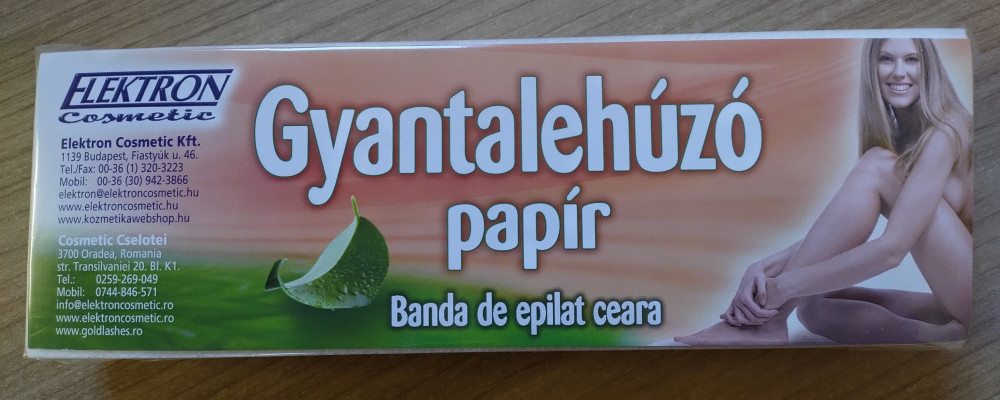 ELEKTRON
Cosmetic
Elektron Cosmetic Kft.
1139 Budapest, Fiastyúk u. 46.
Tel./Fax: 00-36 (1) 320-3223
Mobil: 00-36 (30) 942-3866
elektron@elektroncosmetic.hu
www.elektroncosmetic.hu
www.kozmetikawebshop.hu
Cosmetic Cselotei
3700 Oradea, Romania
str. Transilvaniei 20. Bl. K1.
Tel.: 0259-269-049
Mobil: 0744-846-571
info@elektroncosmetic.ro
www.elektroncosmetic.ro
www.goldlashes.ro
Gyantalehúzó
papír
Banda de epilat ceara